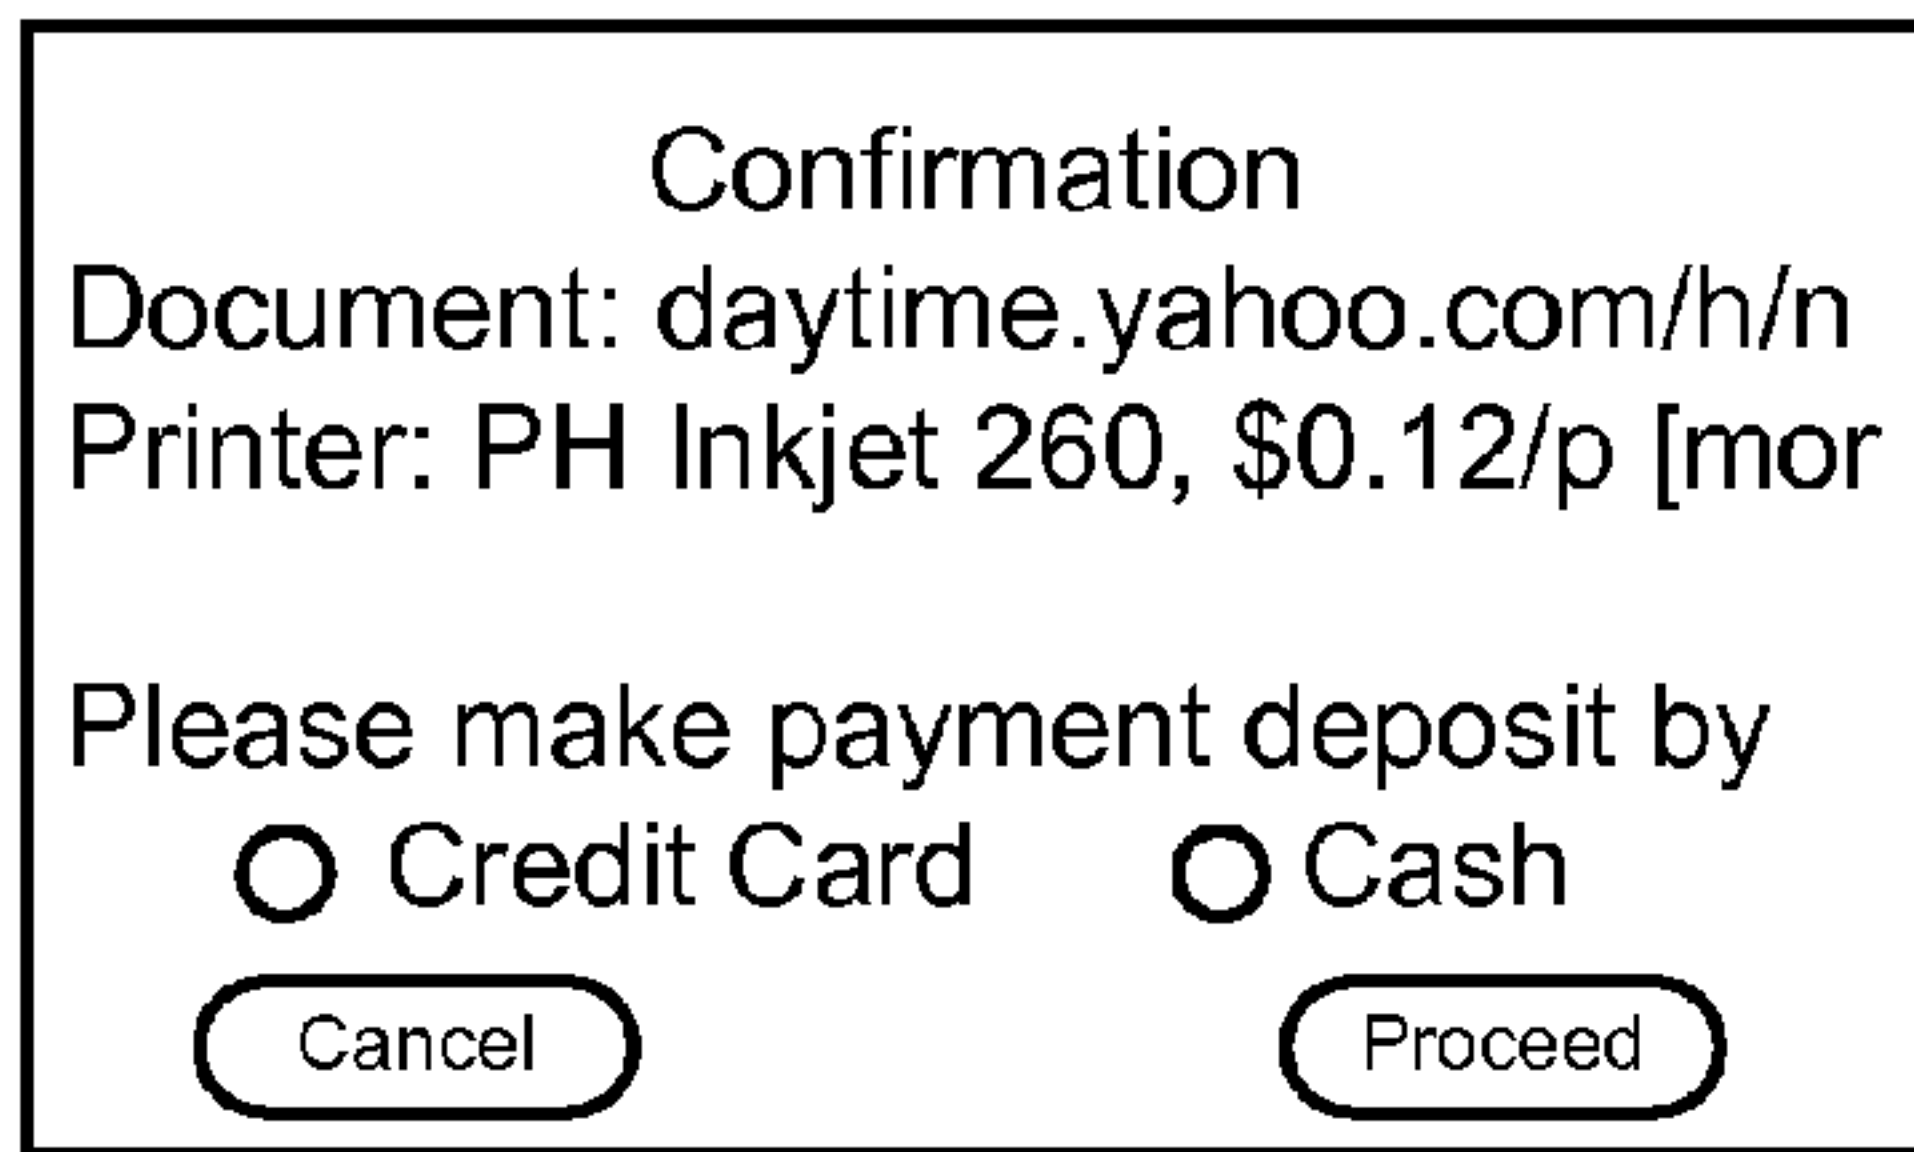 Confirmation
Document: daytime.yahoo.com/h/n
Printer: PH Inkjet 260, $0.12/p [mor
Please make payment deposit by
Credit Card Cash
Cancel Proceed